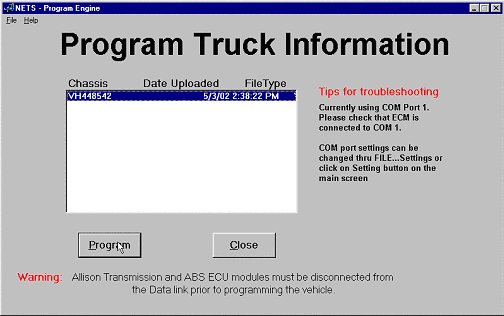 NETS - Program Engine
File Help
Program Truck Information
Chassis Date Uploaded FileType
VH448542 5/3/02 2:38:22 PM
Tips for troubleshooting
Currently using COM Port 1.
Please check that ECM is
connected to COM 1.
COM port settings can be
changed thru FILE...Settings or
click on Setting button on the
main screen
Program Close
Warning: Allison Transmission and ABS ECU modules must be disconnected from
the Data link prior to programming the vehicle.